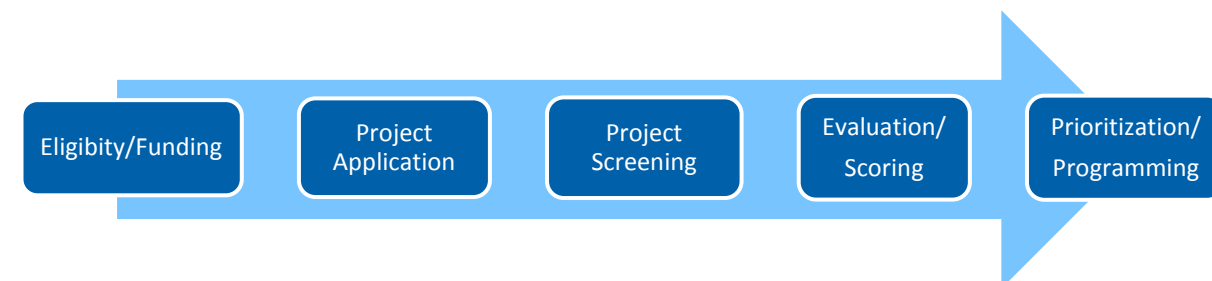 Eligibity/Funding
Project
Application
Project
Screening
Evaluation/
Scoring
Prioritization/
Programming